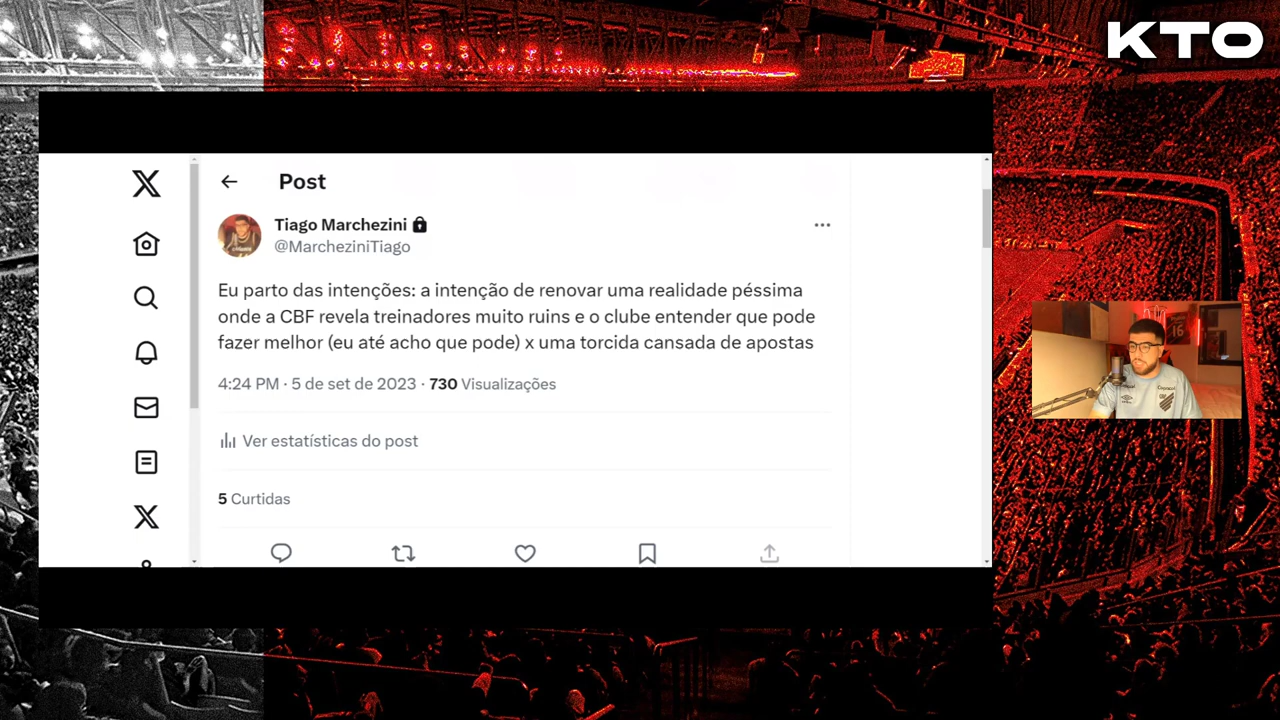 KTO
Post
Tiago Marchezini
@MarcheziniTiago
Eu parto das intenções: a intenção de renovar uma realidade péssima
onde a CBF revela treinadores muito ruins e o clube entender que pode
fazer melhor (eu até acho que pode) x uma torcida cansada de apostas
4:24 PM · 5 de set de 2023 · 730 Visualizações
Ver estatísticas do post
5 Curtidas
16